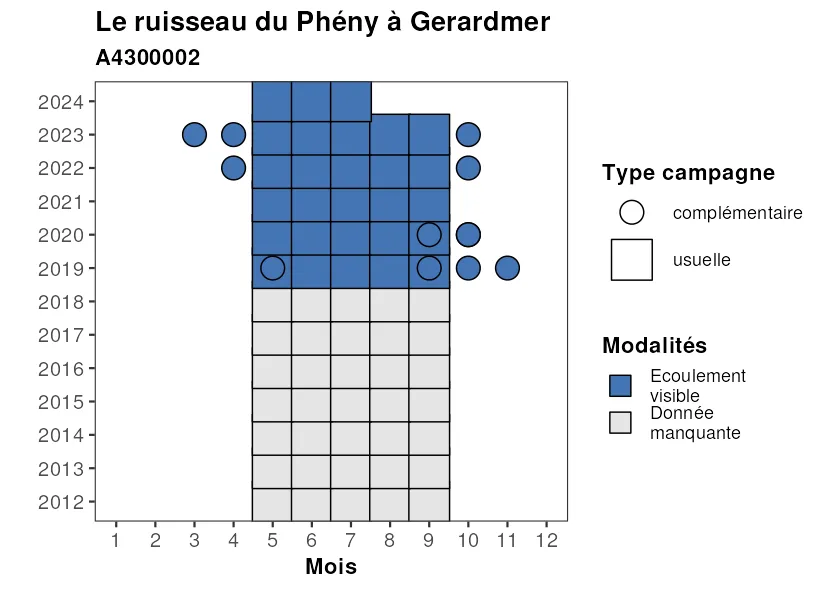 Le ruisseau du Phény à Gerardmer
A4300002
2024
2023
2022
2021
2020
2019
2018
2017
2016
2015
2014
2013
2012
1 2 3 4 5 6 7 8 9 10 11 12
Mois
Type campagne
complémentaire
usuelle
Modalités
Ecoulement
visible
Donnée
manquante